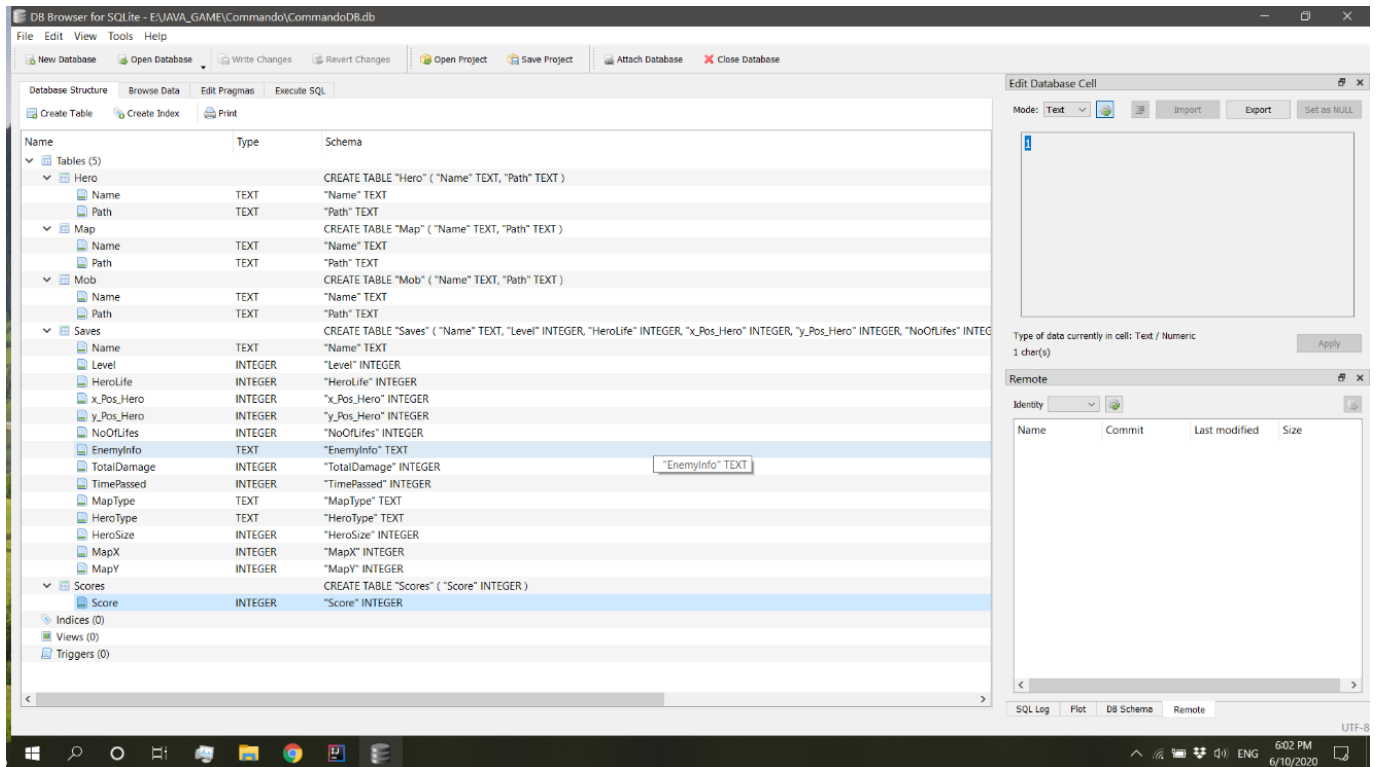 DB Browser for SQLite - E:\JAVA_GAME\Commando\CommandoDB.db
File Edit View Tools Help
New Database Open Database Write Changes Revert Changes Open Project Save Project Attach Database Close Database
Database Structure Browse Data Edit Pragmas Execute SQL
Create Table Create Index Print
Name Type Schema
Tables (5)
Hero CREATE TABLE "Hero" ( "Name" TEXT, "Path" TEXT )
Name TEXT "Name" TEXT
Path TEXT "Path" TEXT
Map CREATE TABLE "Map" ( "Name" TEXT, "Path" TEXT )
Name TEXT "Name" TEXT
Path TEXT "Path" TEXT
Mob CREATE TABLE "Mob" ( "Name" TEXT, "Path" TEXT )
Name TEXT "Name" TEXT
Path TEXT "Path" TEXT
Saves CREATE TABLE "Saves" ( "Name" TEXT, "Level" INTEGER, "HeroLife" INTEGER, "x_Pos_Hero" INTEGER, "y_Pos_Hero" INTEGER, "NoOfLifes" INTEG
Name TEXT "Name" TEXT
Level INTEGER "Level" INTEGER
HeroLife INTEGER "HeroLife" INTEGER
x_Pos_Hero INTEGER "x_Pos_Hero" INTEGER
y_Pos_Hero INTEGER "y_Pos_Hero" INTEGER
NoOfLifes INTEGER "NoOfLifes" INTEGER
EnemyInfo TEXT "EnemyInfo" TEXT
"EnemyInfo" TEXT
TotalDamage INTEGER "TotalDamage" INTEGER
TimePassed INTEGER "TimePassed" INTEGER
MapType TEXT "MapType" TEXT
HeroType TEXT "HeroType" TEXT
HeroSize INTEGER "HeroSize" INTEGER
MapX INTEGER "MapX" INTEGER
MapY INTEGER "MapY" INTEGER
Scores CREATE TABLE "Scores" ( "Score" INTEGER )
Score INTEGER "Score" INTEGER
Indices (0)
Views (0)
Triggers (0)
Edit Database Cell
Mode: Text Import Export Set as NULL
1
Type of data currently in cell: Text / Numeric
1 char(s)
Apply
Remote
Identity
Name Commit Last modified Size
SQL Log Plot DB Schema Remote
UTF-8
ENG
6:02 PM
6/10/2020